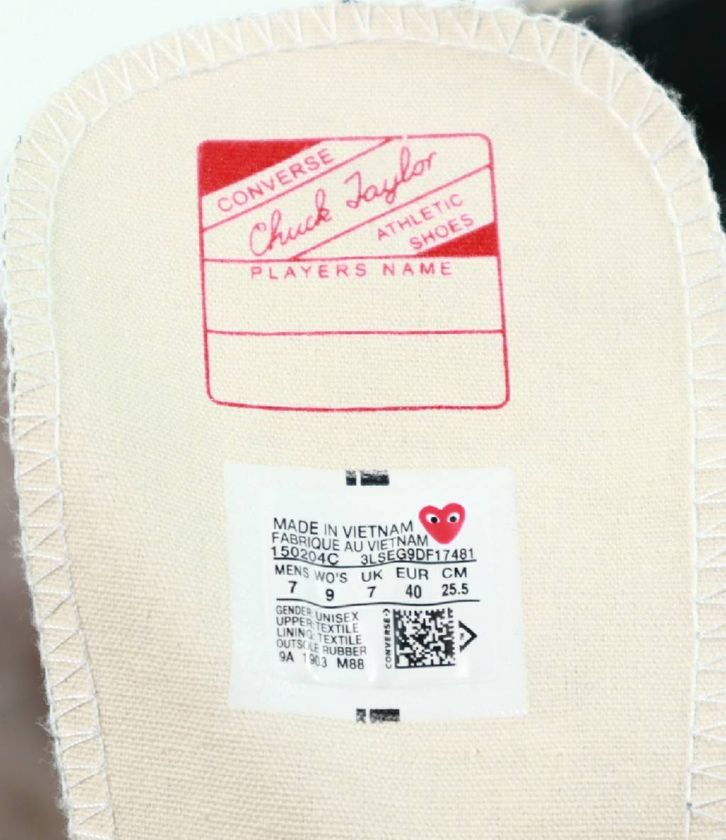 CONVERSE
Chuck Taylor
ATHLETIC
SHOES
PLAYERS NAME
MADE IN VIETNAM
FABRIQUE AU VIETNAM
150204C 3LSEG9DF17481
MENS WO'S UK EUR CM
7 9 7 40 25.5
GENDER: UNISEX
UPPER: TEXTILE
LINING: TEXTILE
OUTSOLE RUBBER
9A 1903 M88
CONVERSE